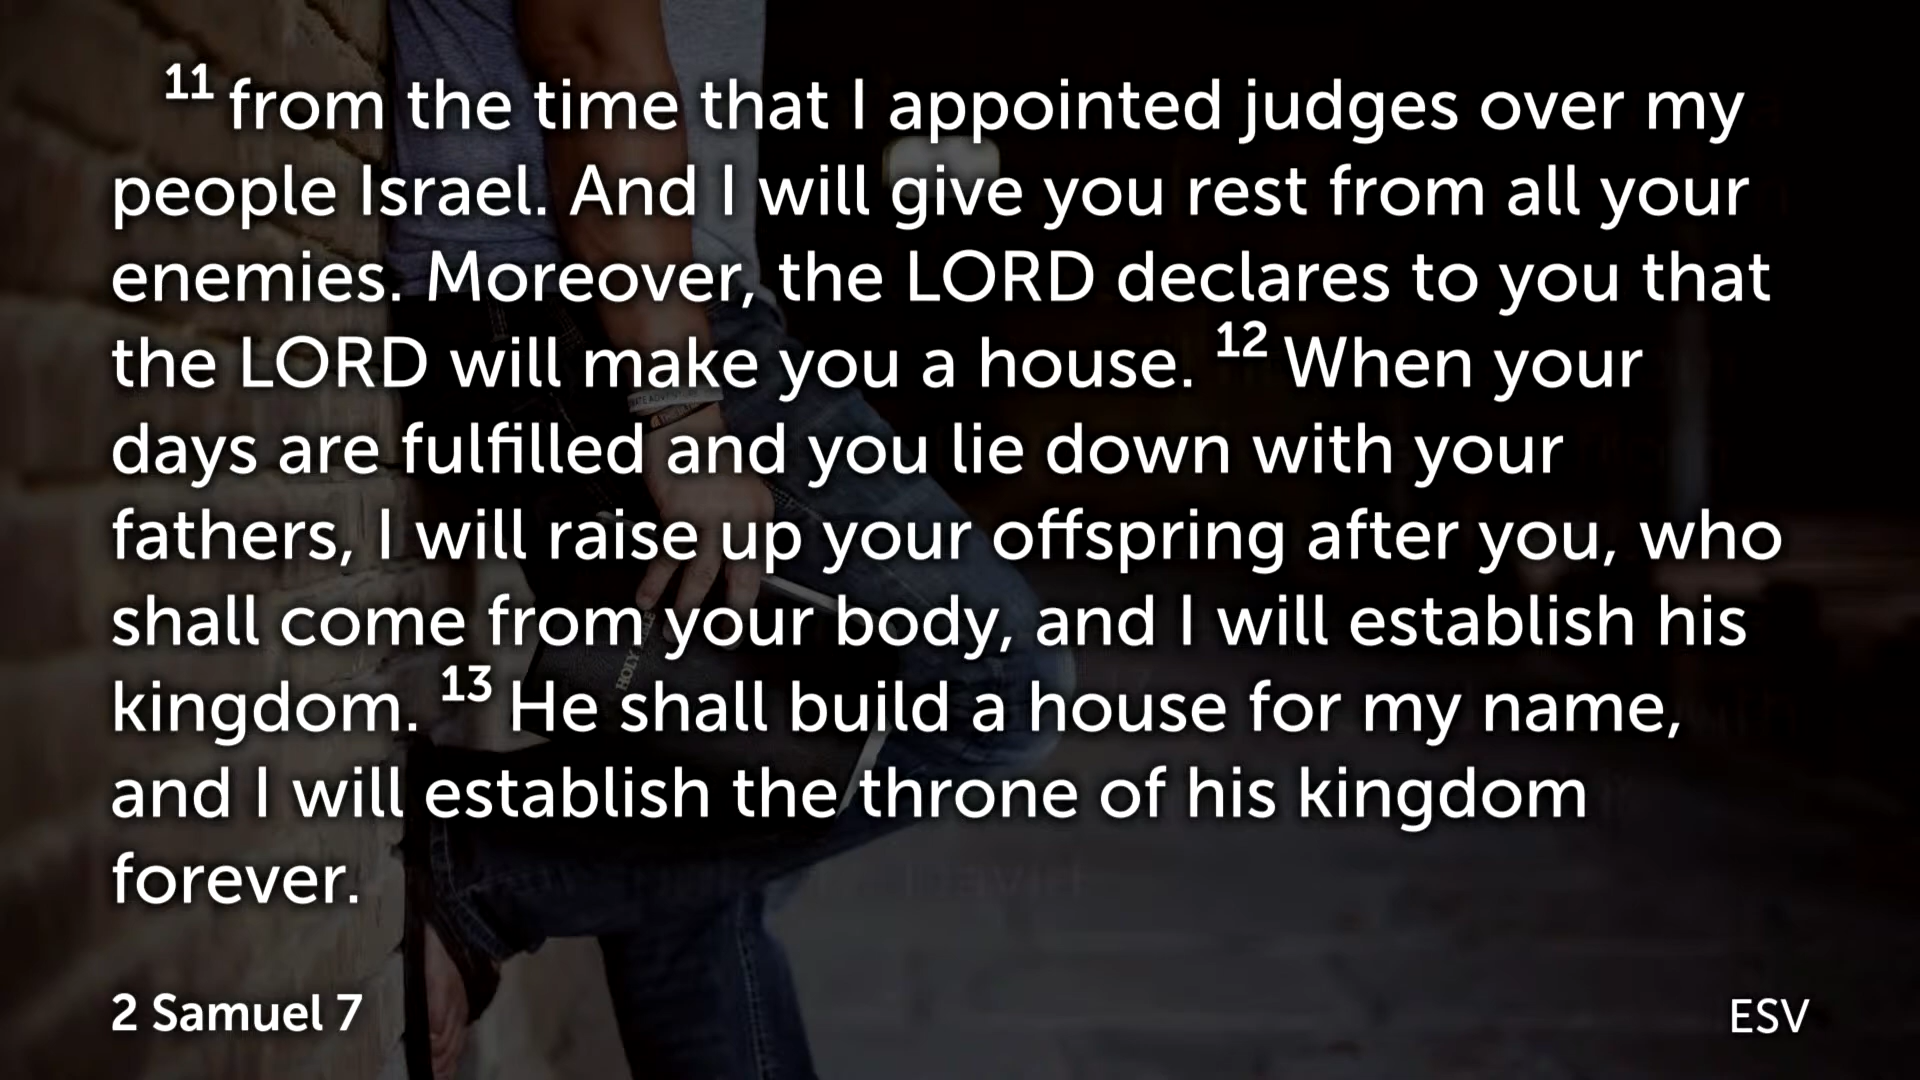 11 from the time that I appointed judges over my
people Israel. And I will give you rest from all your
enemies. Moreover, the LORD declares to you that
the LORD will make you a house. 12 When your
days are fulfilled and you lie down with your
fathers, I will raise up your offspring after you, who
shall come from your body, and I will establish his
kingdom. 13 He shall build a house for my name,
and I will establish the throne of his kingdom
forever.
2 Samuel 7
ESV
HOLY BIBLE